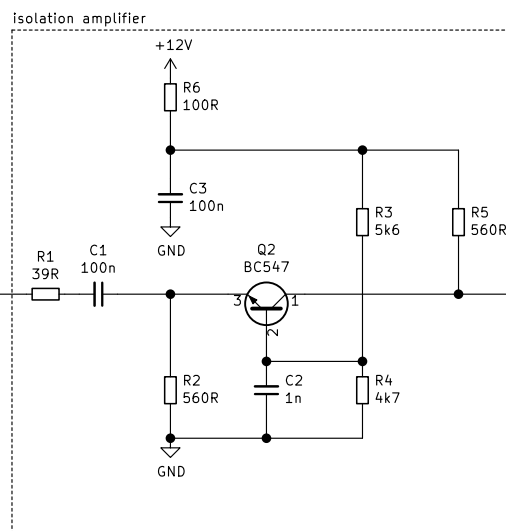 isolation amplifier
+12V
R6
100R
C3
100n
GND
R3
5k6
R5
560R
R1
39R
C1
100n
Q2
BC547
3
1
2
R2
560R
C2
1n
R4
4k7
GND